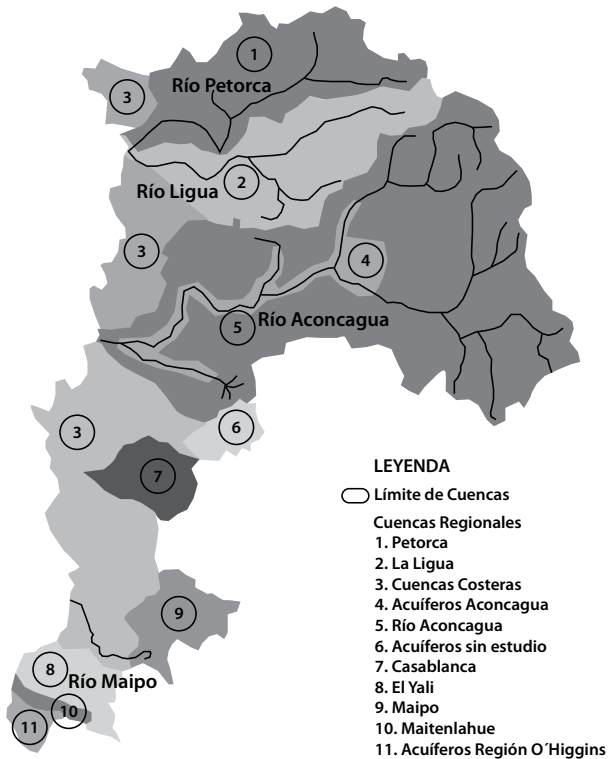 1
Río Petorca
3
2
Río Ligua
3
4
5
Río Aconcagua
3
6
7
9
8
Río Maipo
10
11
LEYENDA
Límite de Cuencas
Cuencas Regionales
1. Petorca
2. La Ligua
3. Cuencas Costeras
4. Acuíferos Aconcagua
5. Río Aconcagua
6. Acuíferos sin estudio
7. Casablanca
8. El Yali
9. Maipo
10. Maitenlahue
11. Acuíferos Región O´Higgins